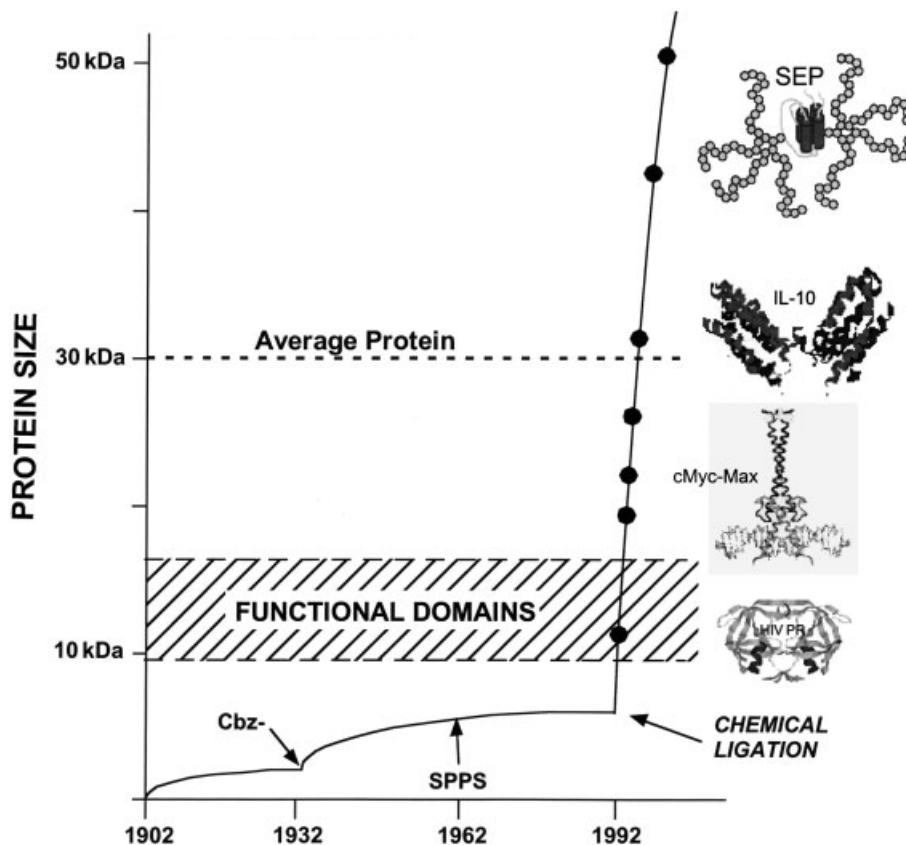 50 kDa
SEP
PROTEIN SIZE
IL-10
Average Protein
30 kDa
cMyc-Max
FUNCTIONAL DOMAINS
HIV PR
10 kDa
Cbz-
CHEMICAL
LIGATION
SPPS
1902
1932
1962
1992